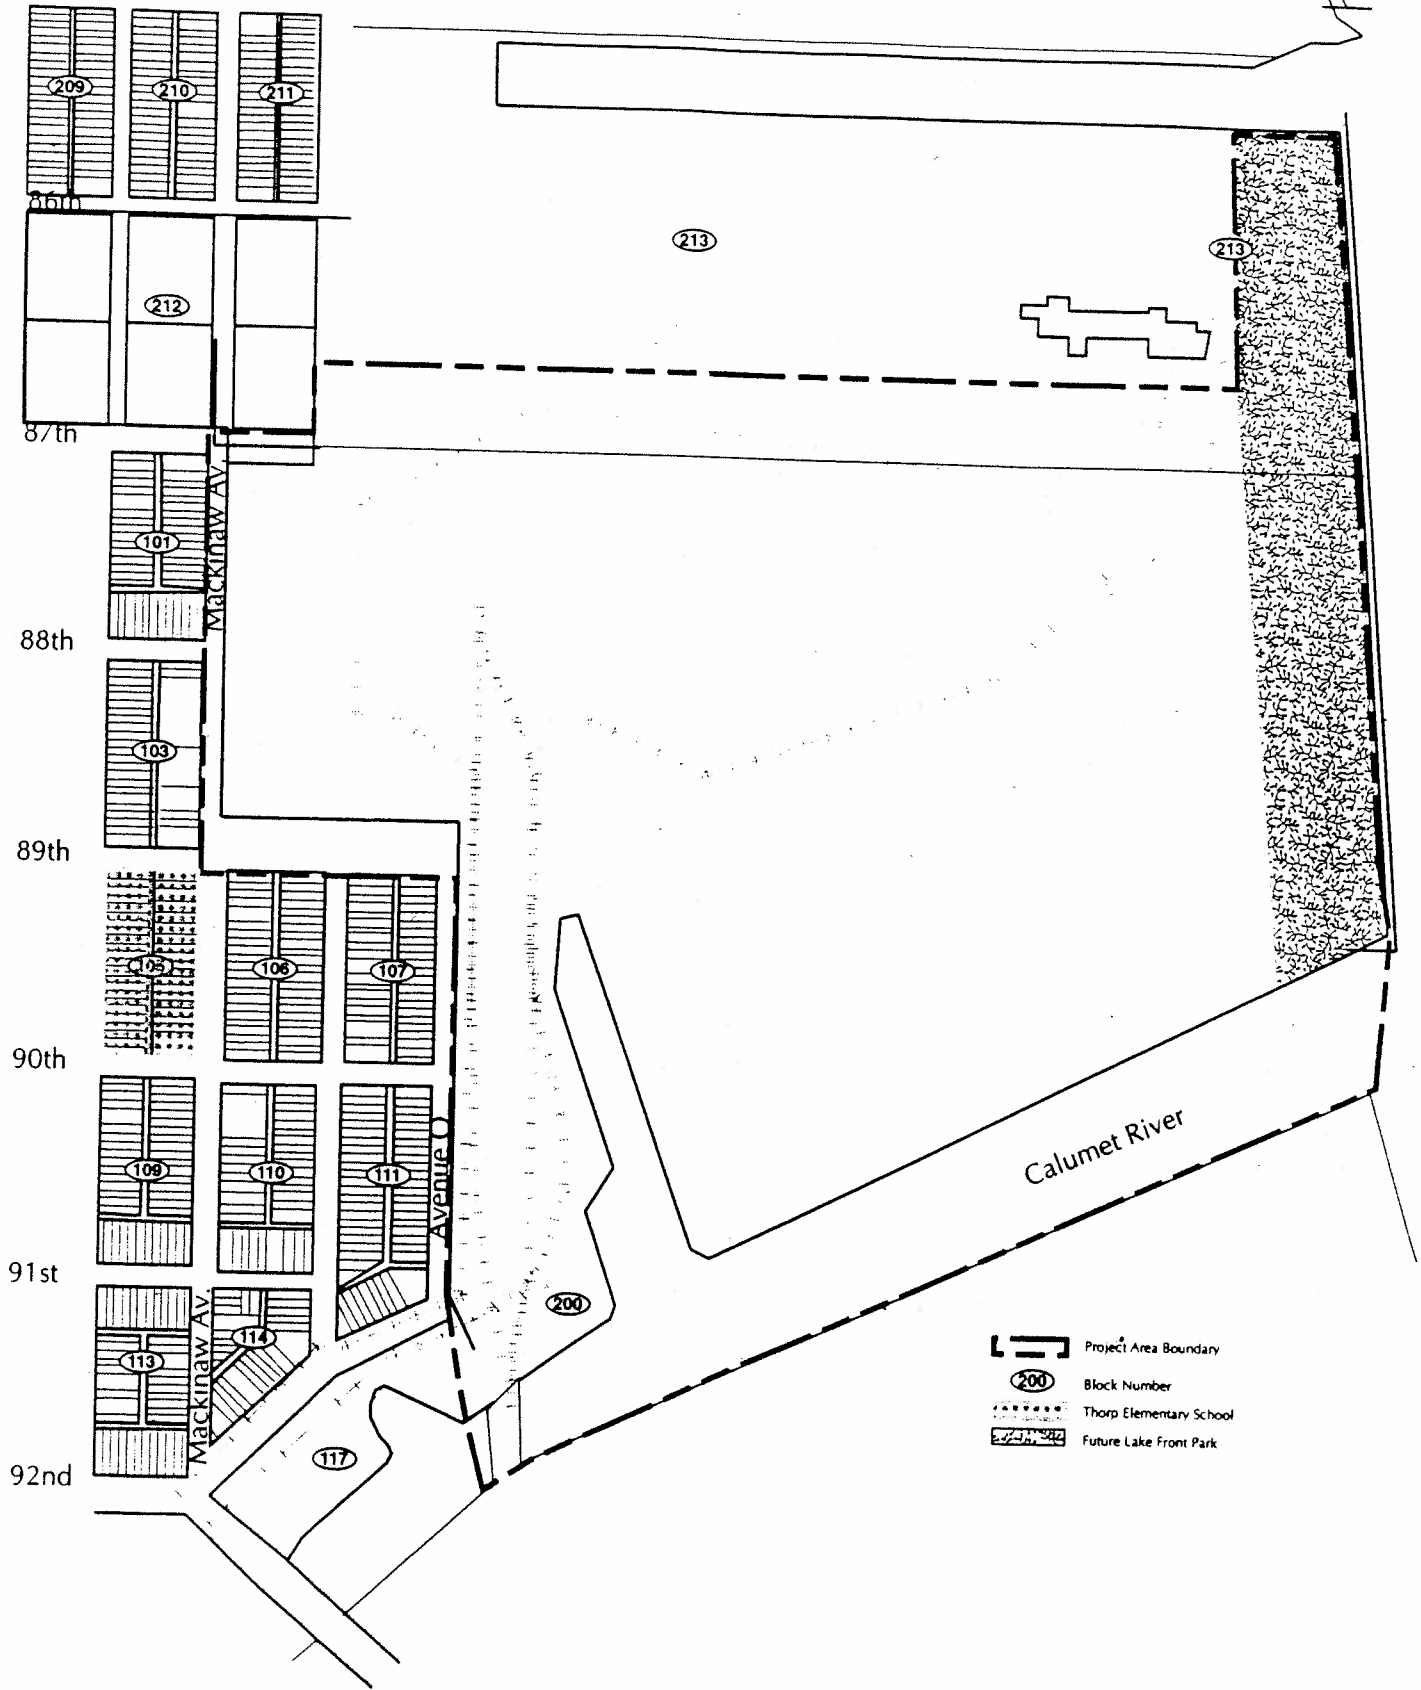 209
210
211
86th
213
213
212
87th
101
Mackinaw Av
88th
103
89th
105
106
107
90th
109
110
111
Avenue O
Calumet River
91st
200
113
Mackinaw Av.
114
117
92nd
Project Area Boundary
200 Block Number
Thorp Elementary School
Future Lake Front Park